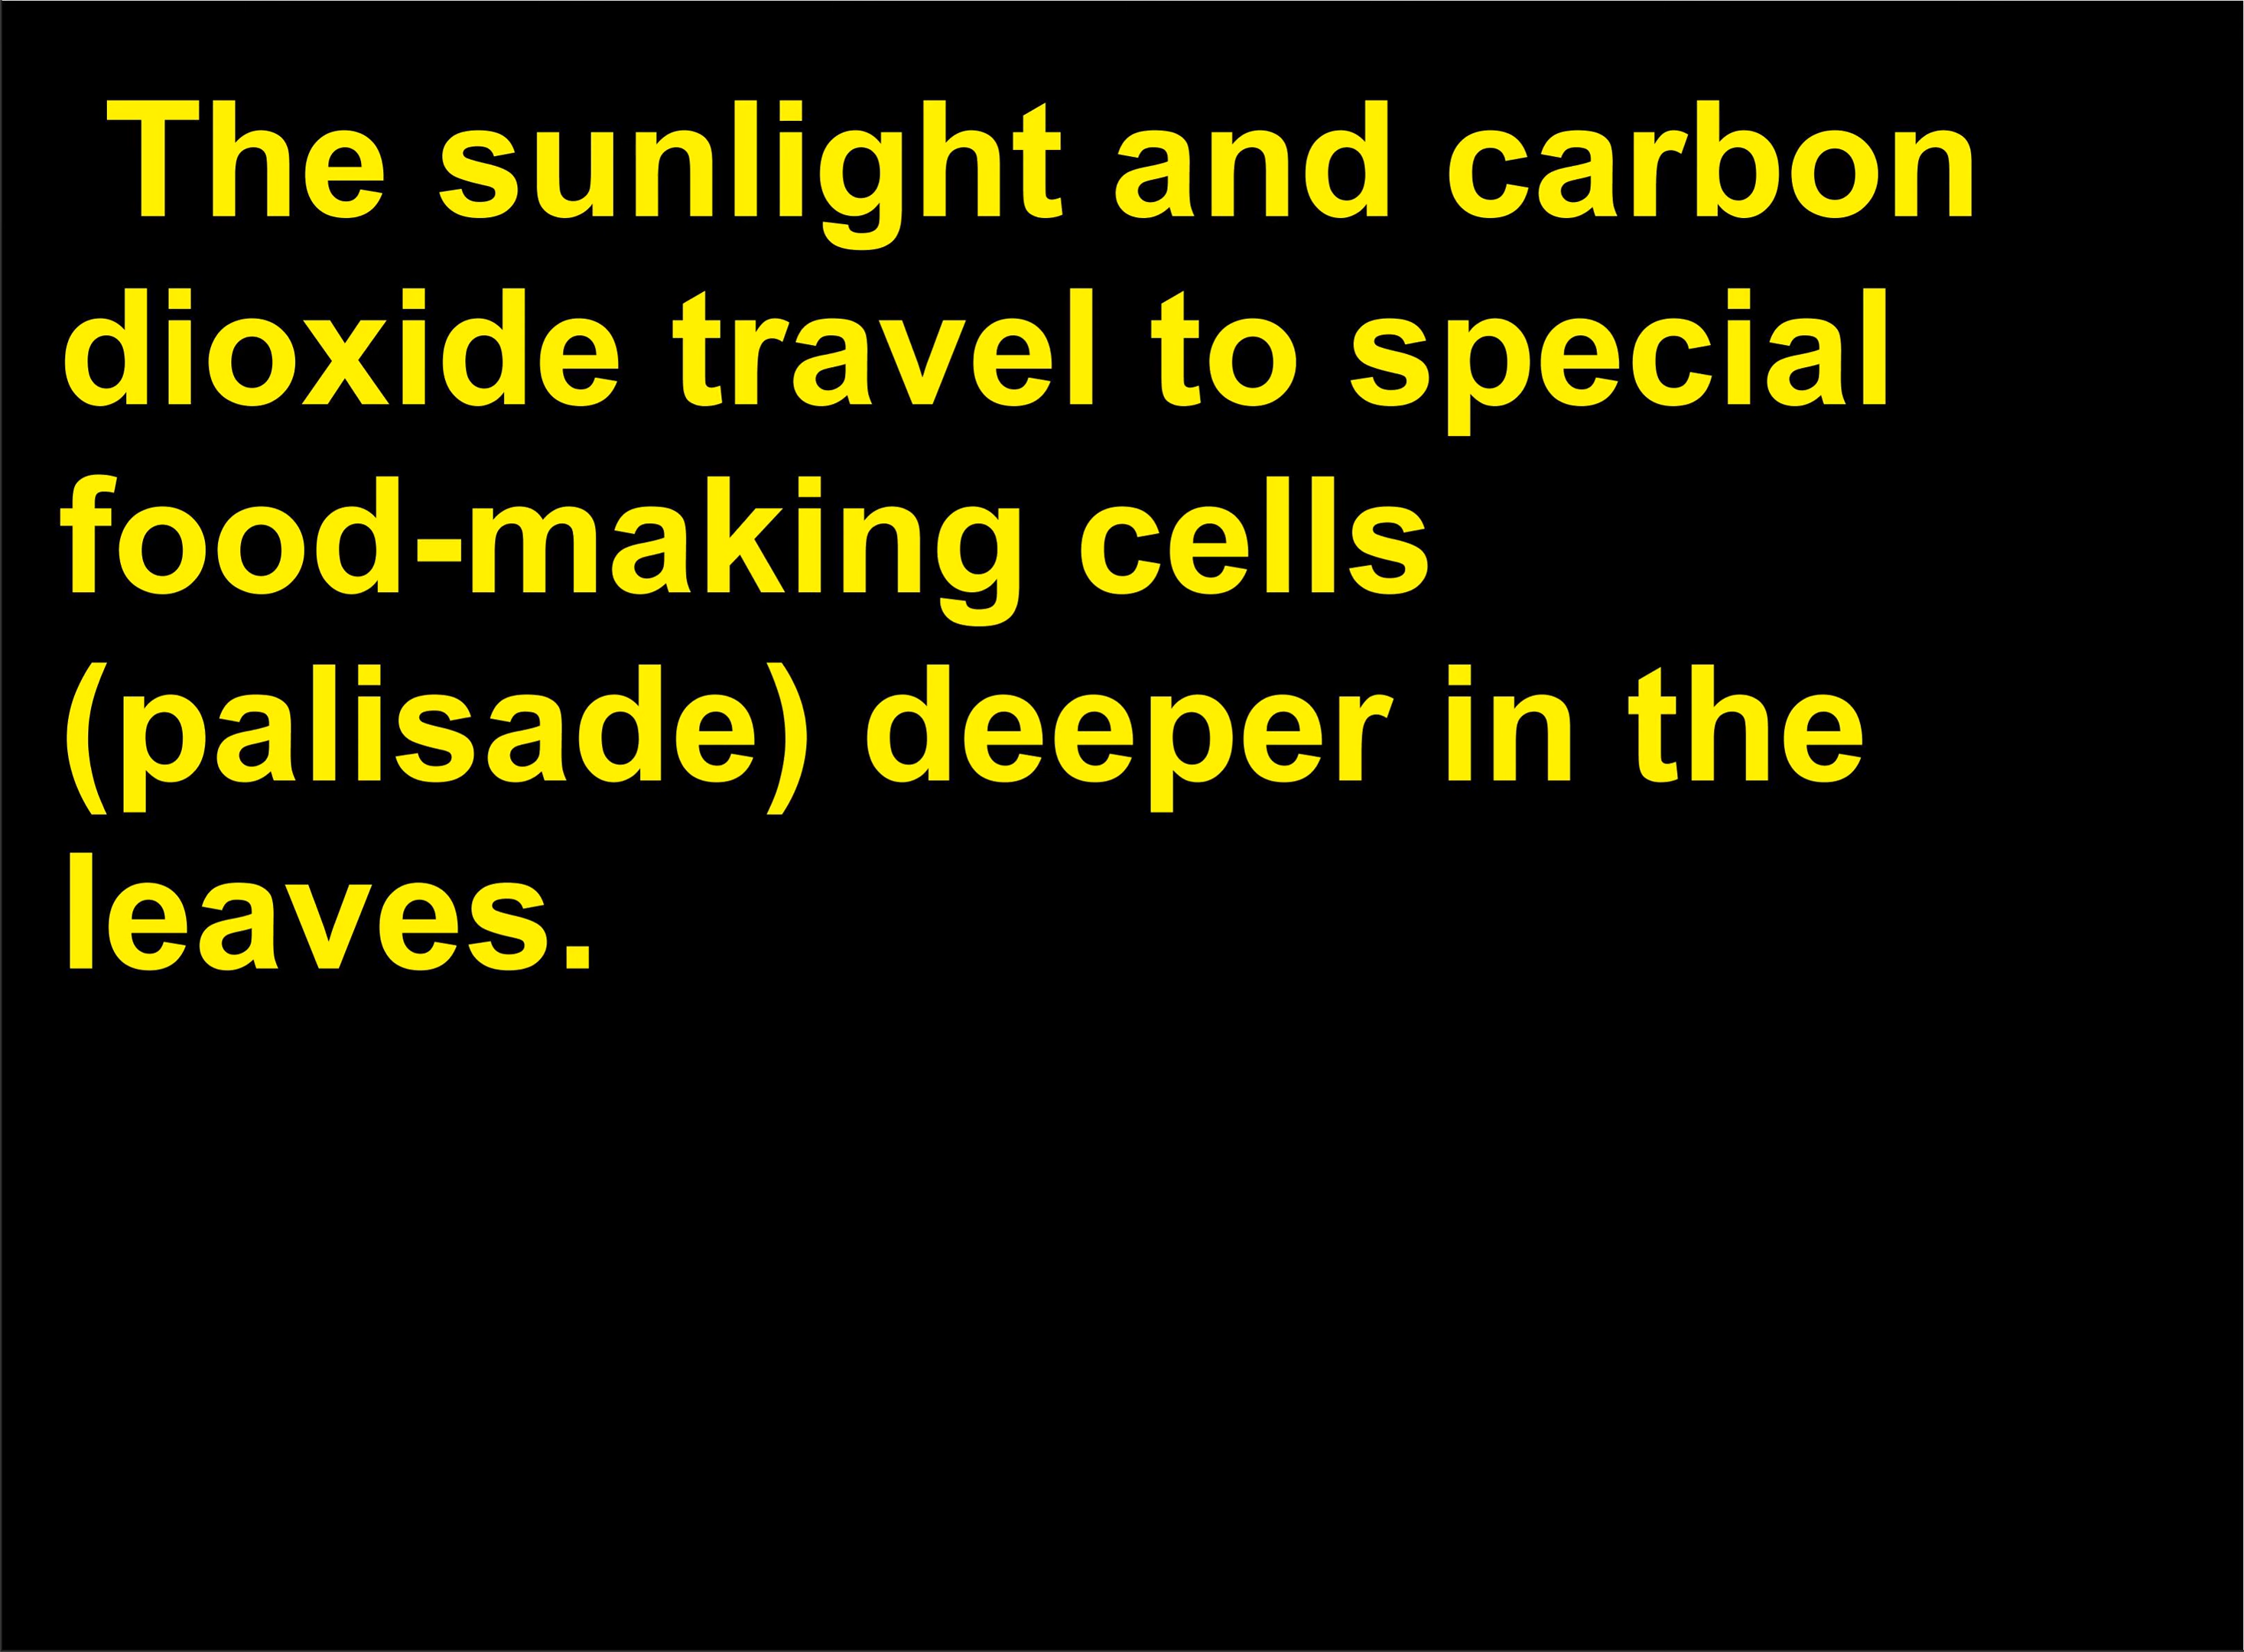 The sunlight and carbon
dioxide travel to special
food-making cells
(palisade) deeper in the
leaves.